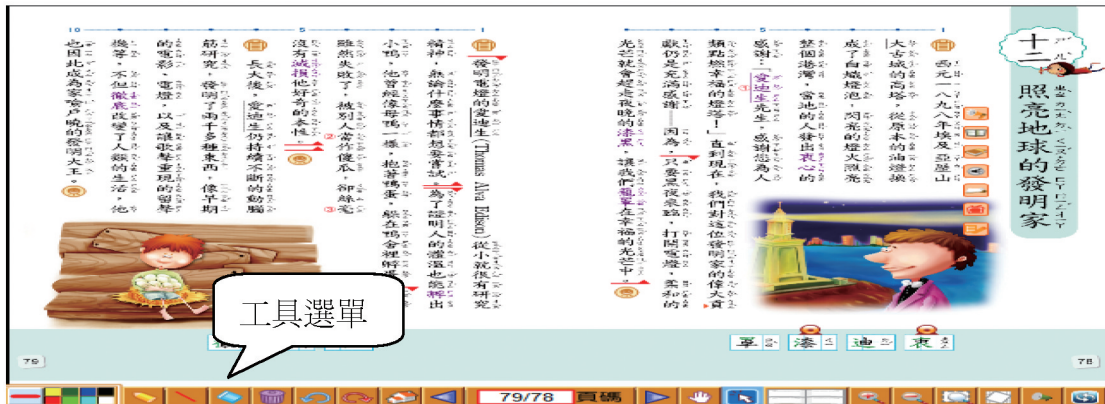 十二 照亮地球的發明家
西元一八九八年埃及亞歷山
大古城的高塔，從原本的油燈換
成了白熾燈泡，閃亮的燈火照亮
整個港灣，當地的人發出衷心的
感謝：「愛迪生先生，感謝您為人
類點燃幸福的燈塔！」直到現在，我們對這位發明家的偉大貢
獻仍是充滿感謝——因為，只要黑夜來臨，打開電燈，柔和的
光芒就會趕走夜晚的漆黑，讓我們籠罩在幸福的光芒中。
衷
迪
漆
罩
78
發明電燈的愛迪生(Thomas Alva Edison)從小就很有研究
精神，無論什麼事情都想要嘗試。為了證明人的體溫也能孵出
小鴨，他曾經像母鴨一樣，抱著鴨蛋，躲在鴨舍裡孵
雖然失敗了，被別人當作傻瓜，卻絲毫
沒有減損他好奇的本性。
長大後，愛迪生仍持續不斷的動腦
筋研究，發明了兩千多種東西，像早期
的電影、電燈，以及讓歌聲重現的留聲
機等，不但徹底改變了人類的生活，他
也因此成為家喻戶曉的發明大王。
79
工具選單
79/78 頁碼